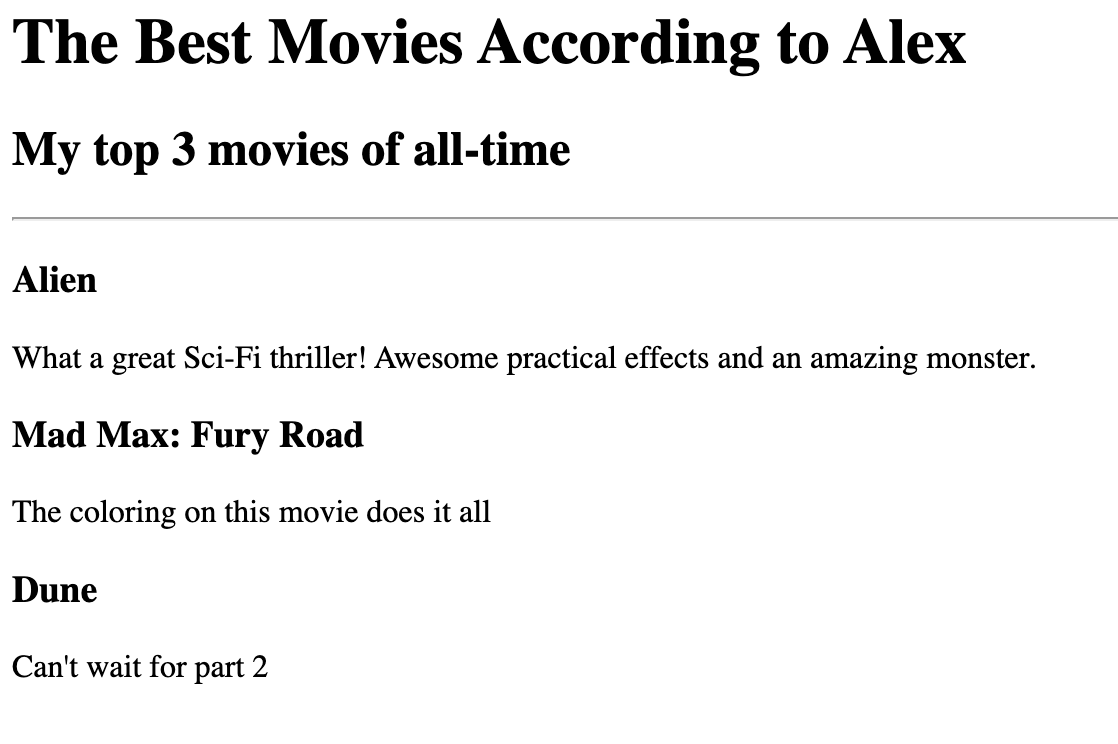 The Best Movies According to Alex
My top 3 movies of all-time
Alien
What a great Sci-Fi thriller! Awesome practical effects and an amazing monster.
Mad Max: Fury Road
The coloring on this movie does it all
Dune
Can't wait for part 2